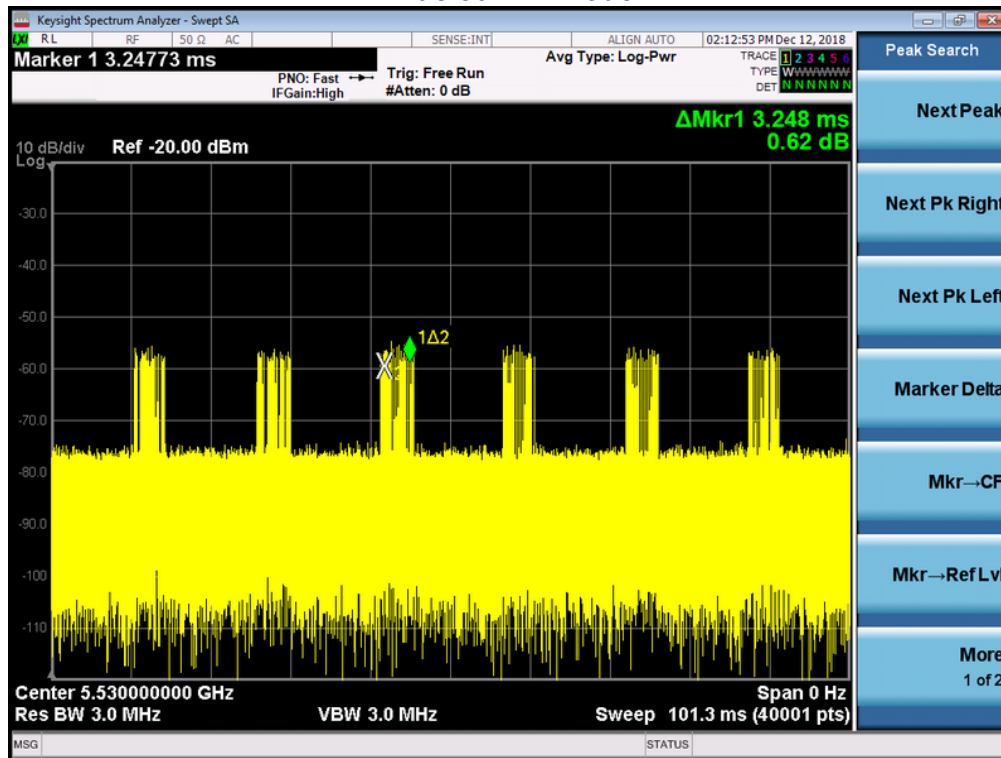 Keysight Spectrum Analyzer - Swept SA
LXI RL RF 50 Ω AC SENSE:INT ALIGN AUTO 02:12:53 PM Dec 12, 2018
Marker 1 3.24773 ms
PNO: Fast
IFGain:High
Trig: Free Run
#Atten: 0 dB
Avg Type: Log-Pwr
TRACE 1 2 3 4 5 6
TYPE WWWWWW
DET N N N N N N
Peak Search
ΔMkr1 3.248 ms
0.62 dB
10 dB/div Ref -20.00 dBm
Log
-30.0
-40.0
-50.0
-60.0
-70.0
-80.0
-90.0
-100
-110
1Δ2
X2
Center 5.530000000 GHz
Span 0 Hz
Res BW 3.0 MHz
VBW 3.0 MHz
Sweep 101.3 ms (40001 pts)
MSG
STATUS
Next Peak
Next Pk Right
Next Pk Left
Marker Delta
Mkr→CF
Mkr→Ref Lvl
More
1 of 2